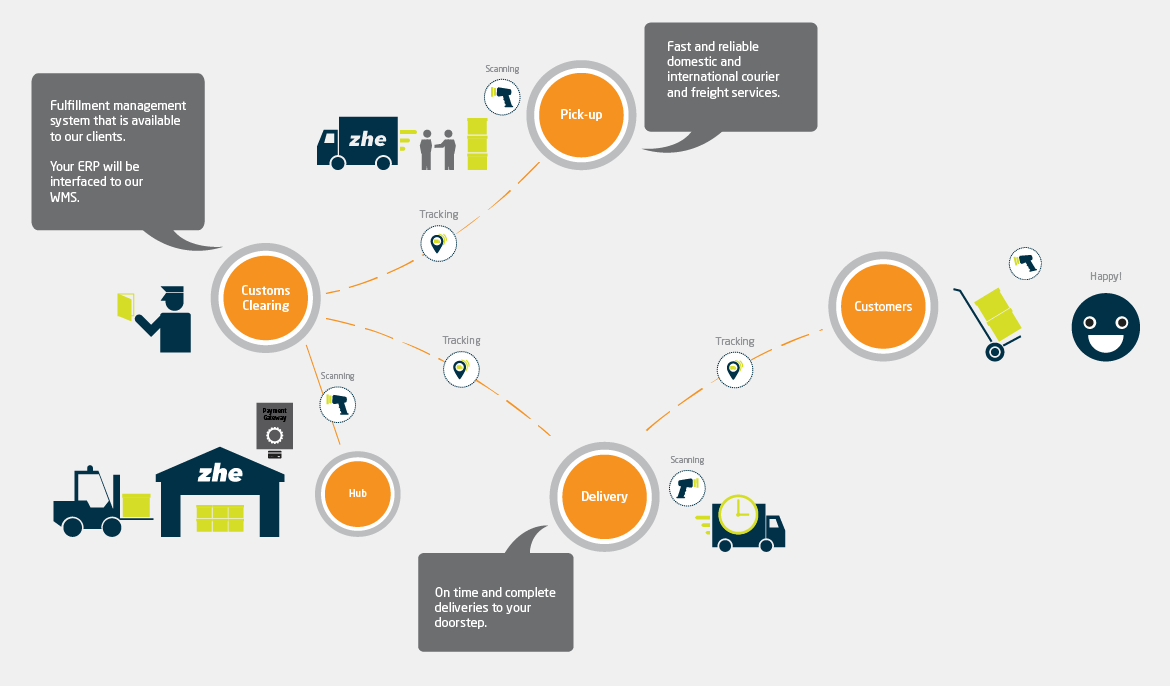 Fast and reliable
domestic and
international courier
and freight services.
Scanning
Pick-up
zhe
Fulfillment management
system that is available
to our clients.
Your ERP will be
interfaced to our
WMS.
Tracking
Customs
Clearing
Customers
Happy!
Tracking
Tracking
Scanning
Payment
Gateway
zhe
Hub
Delivery
Scanning
On time and complete
deliveries to your
doorstep.